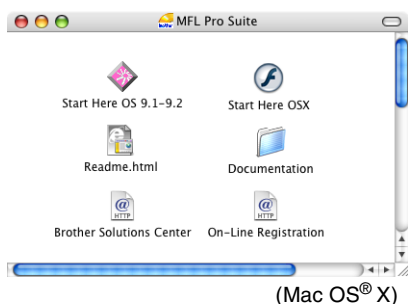 MFL Pro Suite
Start Here OS 9.1-9.2
Start Here OSX
Readme.html
Documentation
@
HTTP
@
HTTP
Brother Solutions Center
On-Line Registration
(Mac OS® X)